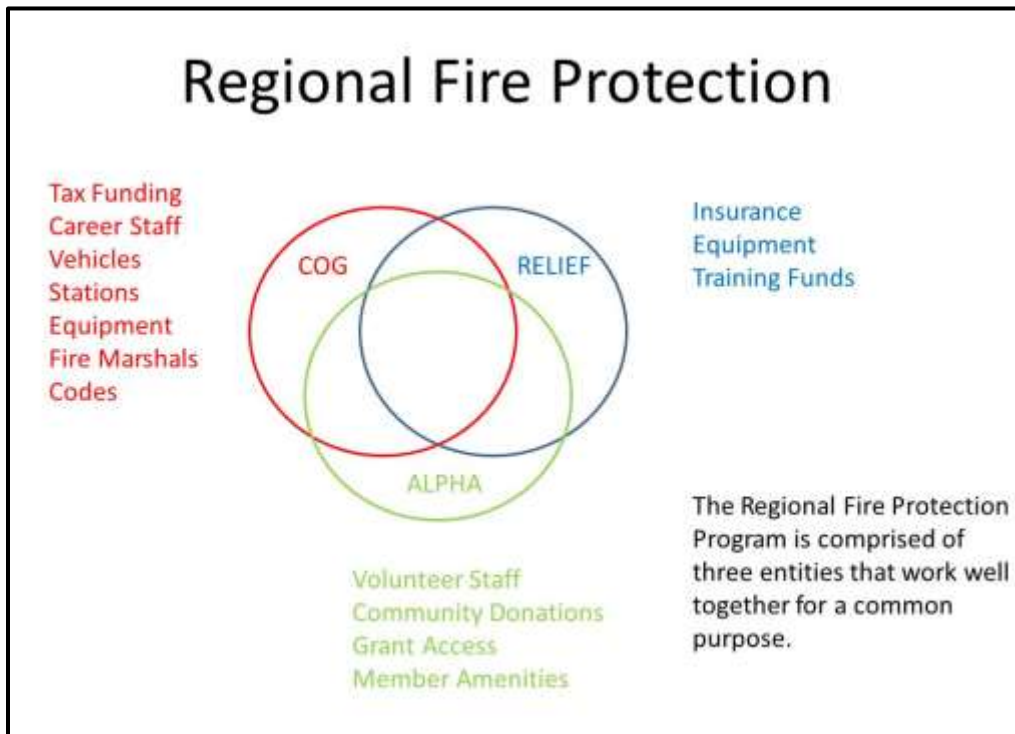 Regional Fire Protection
Tax Funding
Career Staff
Vehicles
Stations
Equipment
Fire Marshals
Codes
COG
RELIEF
ALPHA
Insurance
Equipment
Training Funds
Volunteer Staff
Community Donations
Grant Access
Member Amenities
The Regional Fire Protection
Program is comprised of
three entities that work well
together for a common
purpose.